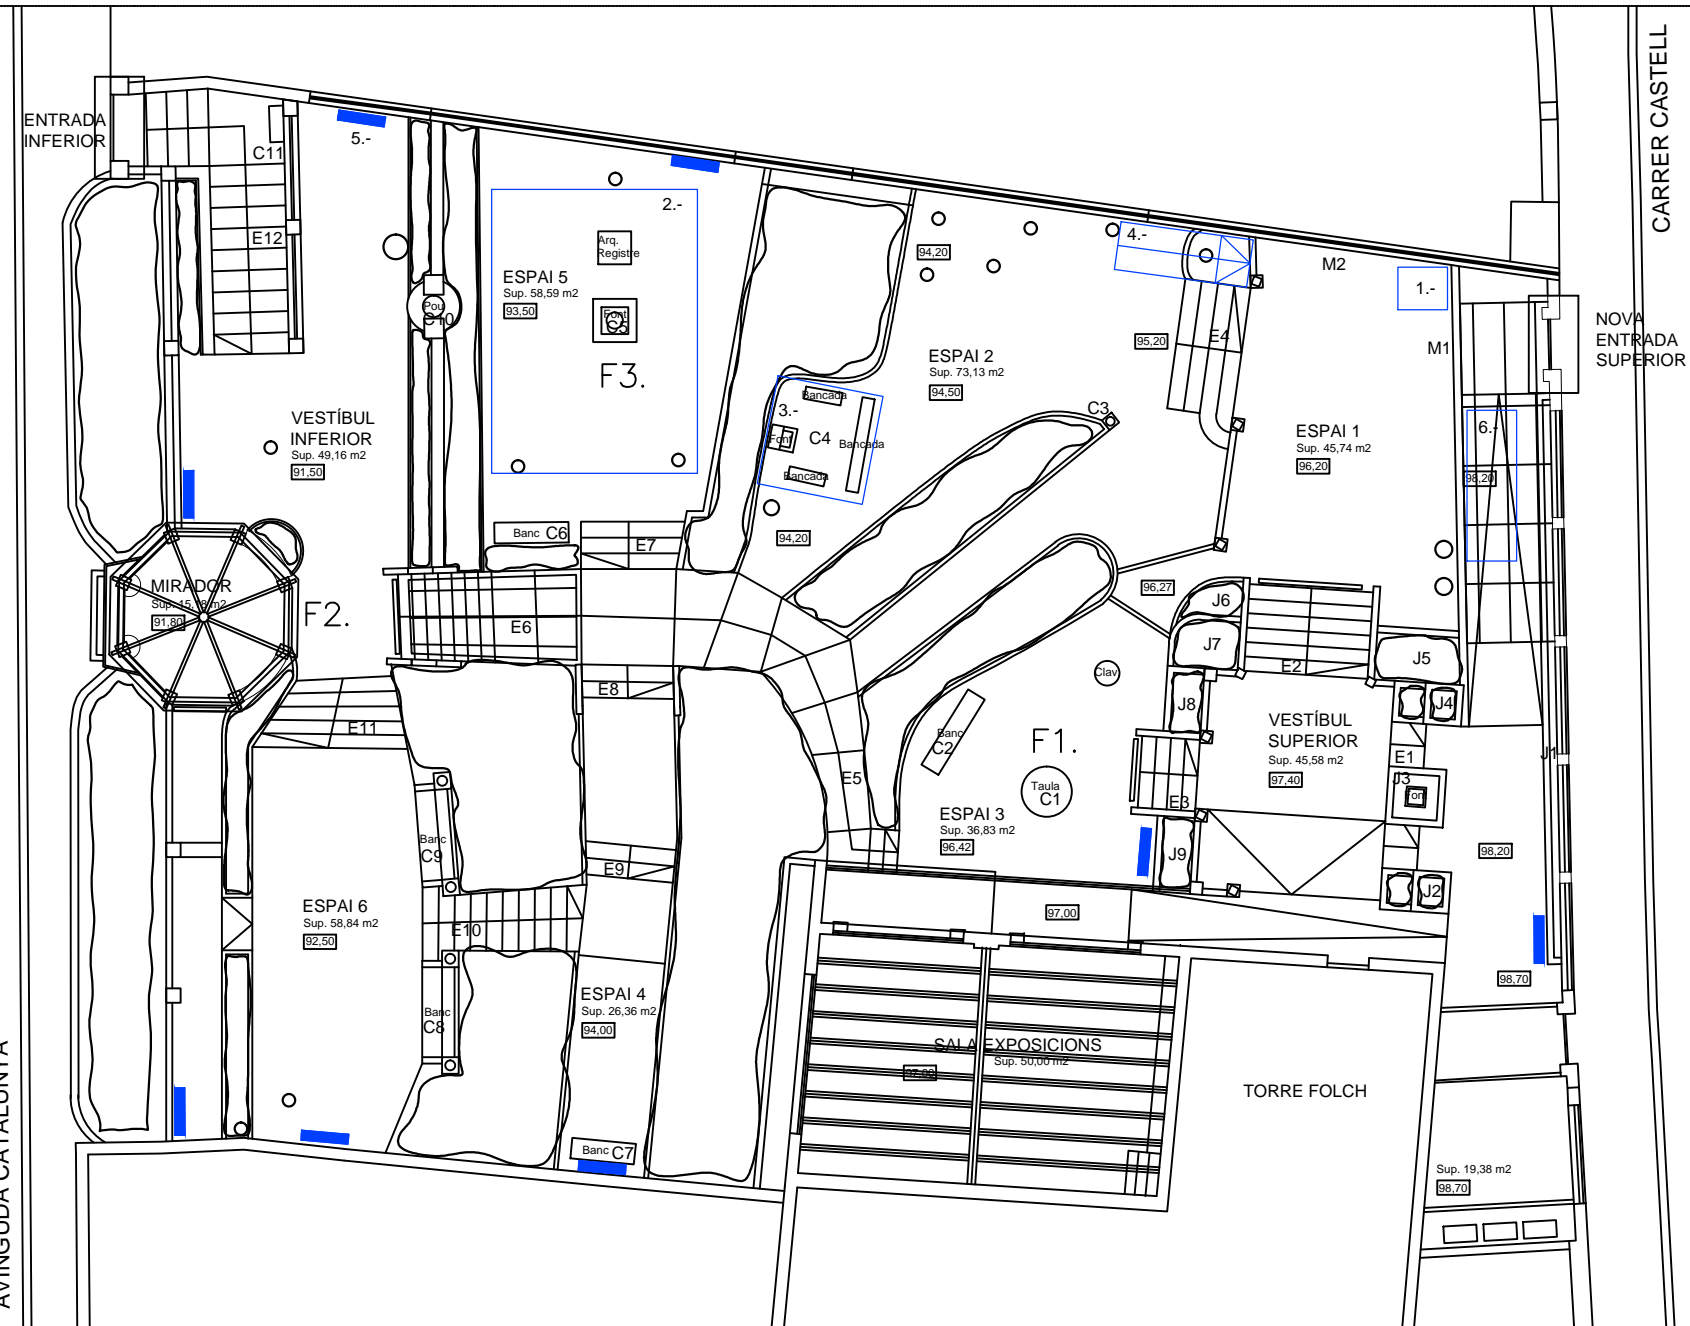 CARRER CASTELL
ENTRADA
INFERIOR
5.-
C11
E12
2.-
Arq.
Registre
ESPAI 5
Sup. 58,59 m2
93,50
Font
C5
F3.
Pou
C10
94,20
4.-
M2
1.-
NOVA
ENTRADA
SUPERIOR
M1
E4
95,20
ESPAI 2
Sup. 73,13 m2
94,50
Bancada
3.-
Font
C4
Bancada
Bancada
C3
VESTÍBUL
INFERIOR
Sup. 49,16 m2
91,50
ESPAI 1
Sup. 45,74 m2
96,20
6.-
98,20
Banc C6
E7
94,20
MIRADOR
91,80
F2.
E6
96,27
J6
J7
E2
J5
E8
Clav
J8
J4
E11
Banc
C2
F1.
VESTÍBUL
SUPERIOR
Sup. 45,58 m2
97,40
E1
J3
Font
J1
E5
Taula
C1
E3
ESPAI 3
Sup. 36,83 m2
96,42
Banc
C9
E9
J9
98,20
J2
ESPAI 6
Sup. 58,84 m2
92,50
E10
97,00
98,70
ESPAI 4
Sup. 26,36 m2
94,00
Banc
C8
SALA EXPOSICIONS
Sup. 50,00 m2
97,00
TORRE FOLCH
Banc C7
Sup. 19,38 m2
98,70
AVINGUDA CATALUNYA